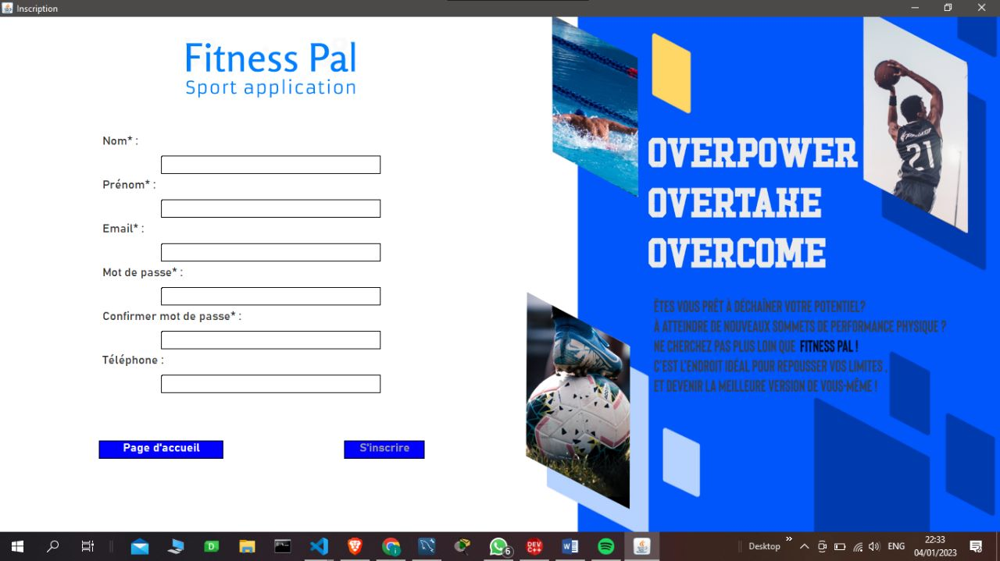 Inscription
Fitness Pal
Sport application
Nom* :
Prénom* :
Email* :
Mot de passe* :
Confirmer mot de passe* :
Téléphone :
Page d'accueil
S'inscrire
OVERPOWER
OVERTAKE
OVERCOME
21
ÊTES VOUS PRÊT À DÉCHAÎNER VOTRE POTENTIEL?
À ATTEINDRE DE NOUVEAUX SOMMETS DE PERFORMANCE PHYSIQUE ?
NE CHERCHEZ PAS PLUS LOIN QUE FITNESS PAL !
C'EST L'ENDROIT IDÉAL POUR REPOUSSER VOS LIMITES ,
ET DEVENIR LA MEILLEURE VERSION DE VOUS-MÊME !
D
6
DEV C++
W
Desktop
ENG
22:33
04/01/2023